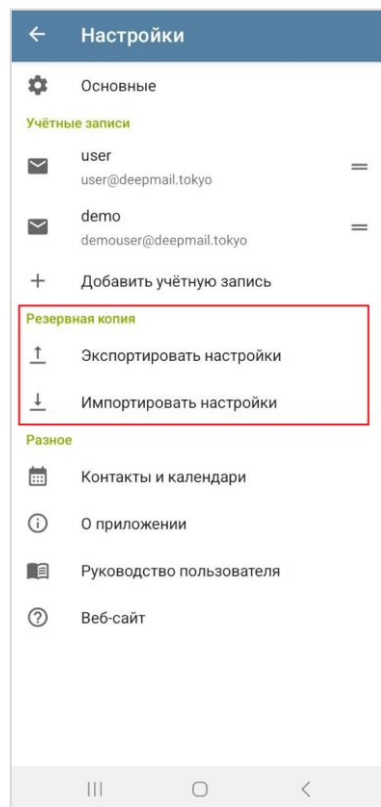 Настройки
Основные
Учётные записи
user
user@deepmail.tokyo
demo
demouser@deepmail.tokyo
Добавить учётную запись
Резервная копия
Экспортировать настройки
Импортировать настройки
Разное
Контакты и календари
О приложении
Руководство пользователя
Веб-сайт